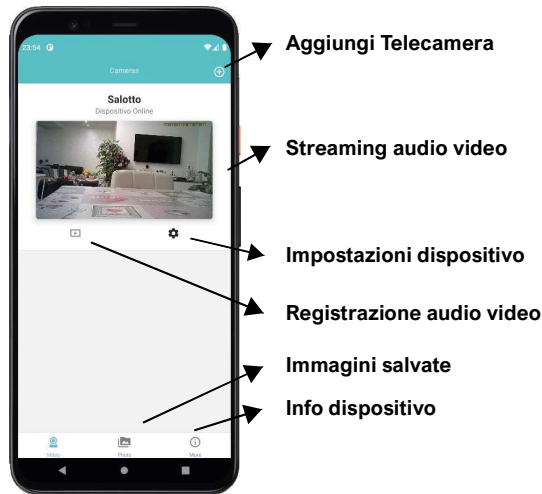 23:54
Cameras
Aggiungi Telecamera
Salotto
Dispositivo Online
Streaming audio video
Impostazioni dispositivo
Registrazione audio video
Immagini salvate
Info dispositivo
Video
Photo
More